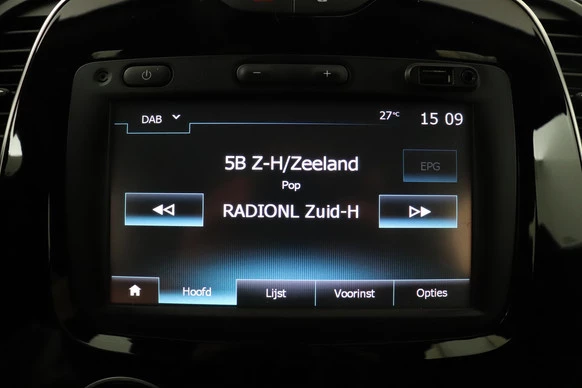 DAB
27°C
15 09
5B Z-H/Zeeland
EPG
Pop
RADIONL Zuid-H
Hoofd
Lijst
Voorinst
Opties